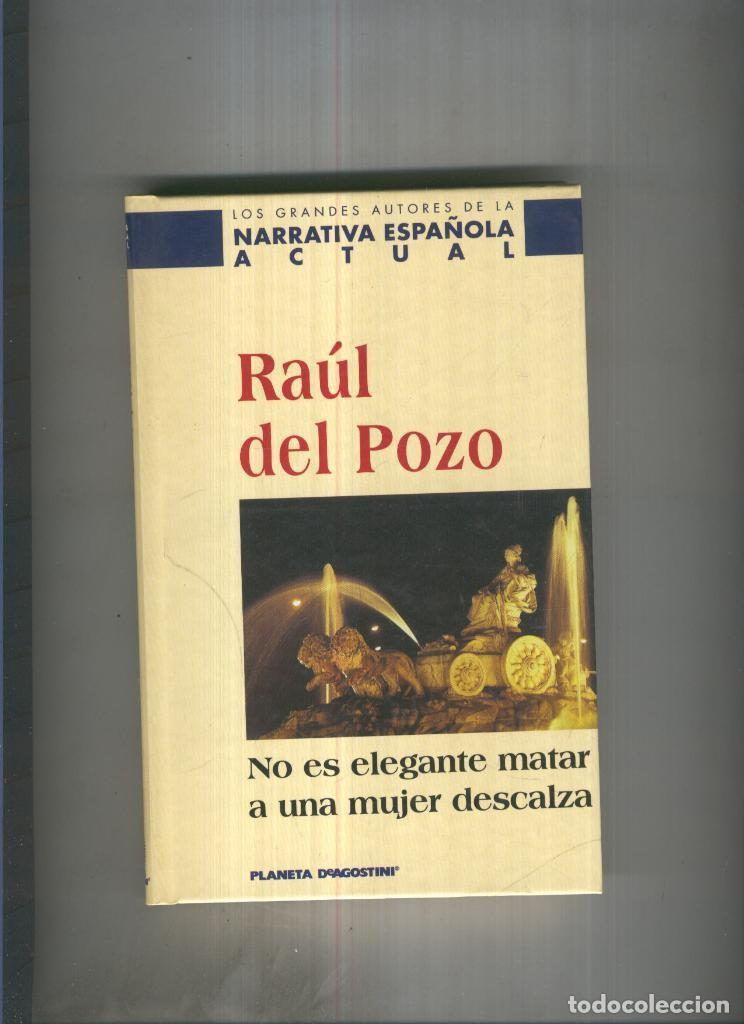 LOS GRANDES AUTORES DE LA
NARRATIVA ESPAÑOLA
ACTUAL
Raúl
del Pozo
No es elegante matar
a una mujer descalza
PLANETA DeAGOSTINI®
todocoleccion